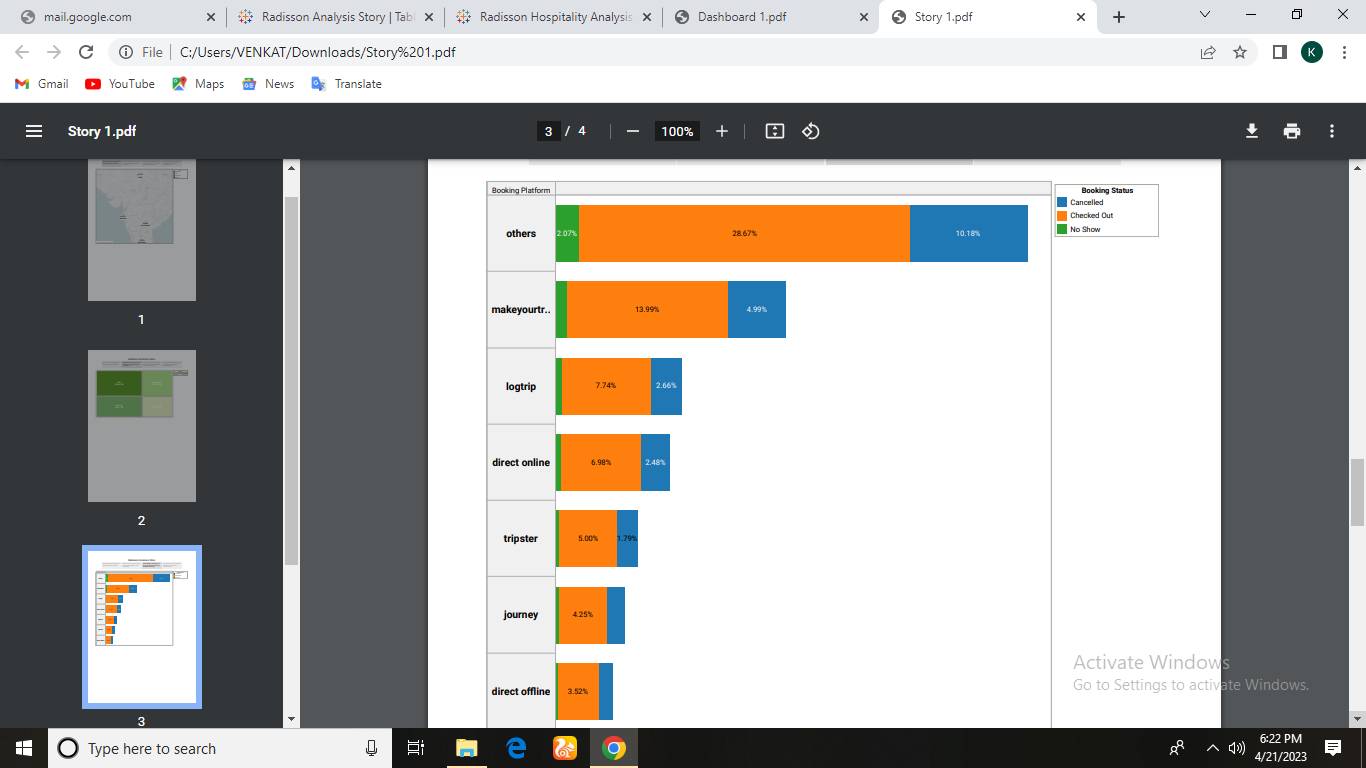 mail.google.com
Radisson Analysis Story | Tabl
Radisson Hospitality Analysis
Dashboard 1.pdf
Story 1.pdf
File
C:/Users/VENKAT/Downloads/Story%201.pdf
K
Gmail
YouTube
Maps
News
Translate
Story 1.pdf
3 / 4
100%
1
2
3
Booking Platform
others
2.07%
28.67%
10.18%
makeyourtr..
13.99%
4.99%
logtrip
7.74%
2.66%
direct online
6.98%
2.48%
tripster
5.00%
1.79%
journey
4.25%
direct offline
3.52%
Booking Status
Cancelled
Checked Out
No Show
Activate Windows
Go to Settings to activate Windows.
Type here to search
6:22 PM
4/21/2023